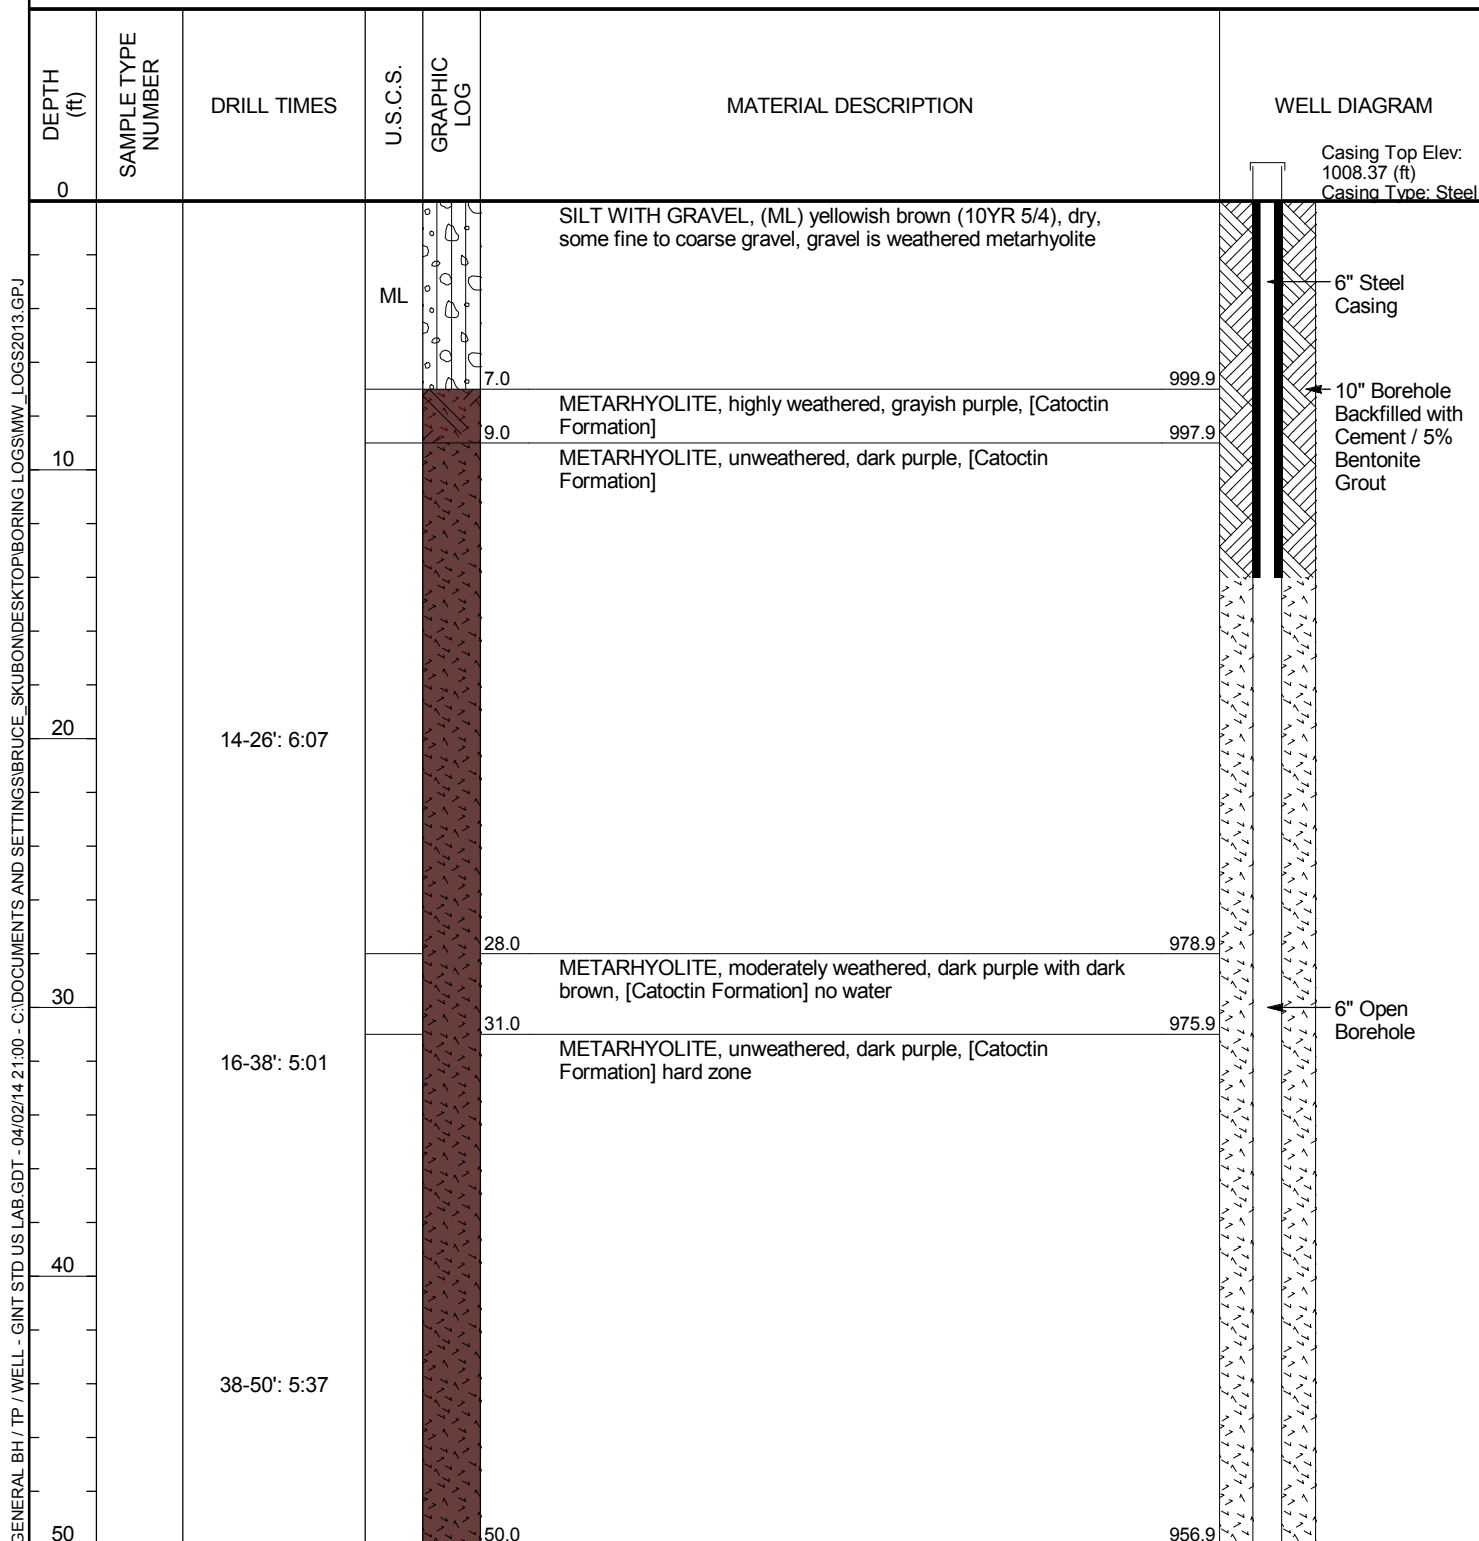 DEPTH
(ft)
SAMPLE TYPE
NUMBER
DRILL TIMES
U.S.C.S.
GRAPHIC
LOG
MATERIAL DESCRIPTION
WELL DIAGRAM
Casing Top Elev:
1008.37 (ft)
Casing Type: Steel
0
SILT WITH GRAVEL, (ML) yellowish brown (10YR 5/4), dry,
some fine to coarse gravel, gravel is weathered metarhyolite
ML
6" Steel
Casing
7.0
999.9
METARHYOLITE, highly weathered, grayish purple, [Catoctin
Formation]
10" Borehole
Backfilled with
Cement / 5%
Bentonite
Grout
9.0
997.9
METARHYOLITE, unweathered, dark purple, [Catoctin
Formation]
10
20
14-26': 6:07
28.0
978.9
METARHYOLITE, moderately weathered, dark purple with dark
brown, [Catoctin Formation] no water
30
6" Open
Borehole
31.0
975.9
METARHYOLITE, unweathered, dark purple, [Catoctin
Formation] hard zone
16-38': 5:01
40
38-50': 5:37
50
50.0
956.9
GENERAL BH / TP / WELL - GINT STD US LAB.GDT - 04/02/14 21:00 - C:\DOCUMENTS AND SETTINGS\BRUCE_SKUBON\DESKTOP\BORING LOGS\MW_LOGS2013.GPJ